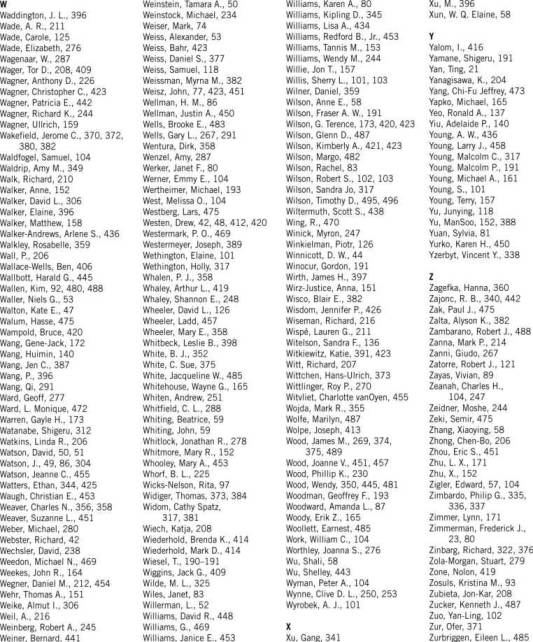 W
Waddington, J. L., 396
Wade, A. R., 211
Wade, Carole, 125
Wade, Elizabeth, 276
Wagenaar, W., 287
Wager, Tor D., 208, 409
Wagner, Anthony D., 226
Wagner, Christopher C., 423
Wagner, Patricia E., 442
Wagner, Richard K., 244
Wagner, Ullrich, 159
Wakefield, Jerome C., 370, 372,
380, 382
Waldfogel, Samuel, 104
Waldrip, Amy M., 349
Walk, Richard, 210
Walker, Anne, 152
Walker, David L., 306
Walker, Elaine, 396
Walker, Matthew, 158
Walker-Andrews, Arlene S., 436
Walkley, Rosabelle, 359
Wall, P., 206
Wallace-Wells, Ben, 406
Wallbott, Harald G., 445
Wallen, Kim, 92, 480, 488
Waller, Niels G., 53
Walton, Kate E., 47
Walum, Hasse, 475
Wampold, Bruce, 420
Wang, Gene-Jack, 172
Wang, Huimin, 140
Wang, Jen C., 387
Wang, P., 396
Wang, Qi, 291
Ward, Geoff, 277
Ward, L. Monique, 472
Warren, Gayle H., 173
Watanabe, Shigeru, 312
Watkins, Linda R., 206
Watson, David, 50, 51
Watson, J., 49, 86, 304
Watson, Jeanne C., 455
Watters, Ethan, 344, 425
Waugh, Christian E., 453
Weaver, Charles N., 356, 358
Weaver, Suzanne L., 451
Weber, Michael, 280
Webster, Richard, 42
Wechsler, David, 238
Weedon, Michael N., 469
Weekes, John R., 164
Wegner, Daniel M., 212, 454
Wehr, Thomas A., 151
Weike, Almut I., 306
Weil, A., 216
Weinberg, Robert A., 245
Weiner, Bernard, 441
Weinstein, Tamara A., 50
Weinstock, Michael, 234
Weiser, Mark, 74
Weiss, Alexander, 53
Weiss, Bahr, 423
Weiss, Daniel S., 377
Weiss, Samuel, 118
Weissman, Myrna M., 382
Weisz, John, 77, 423, 451
Wellman, H. M., 86
Wellman, Justin A., 450
Wells, Brooke E., 483
Wells, Gary L., 267, 291
Ventura, Dirk, 358
Wenzel, Amy, 287
Werker, Janet F., 80
Werner, Emmy E., 104
Wertheimer, Michael, 193
West, Melissa O., 104
Westberg, Lars, 475
Westen, Drew, 42, 48, 412, 420
Westermark, P. O., 469
Westermeyer, Joseph, 389
Wethington, Elaine, 101
Wethington, Holly, 317
Whalen, P. J., 358
Whaley, Arthur L., 419
Whaley, Shannon E., 248
Wheeler, David L., 126
Wheeler, Ladd, 457
Wheeler, Mary E., 358
Whitbeck, Leslie B., 398
White, B. J., 352
White, C. Sue, 375
White, Jacqueline W., 485
Whitehouse, Wayne G., 165
Whiten, Andrew, 251
Whitfield, C. L., 288
Whiting, Beatrice, 59
Whiting, John, 59
Whitlock, Jonathan R., 278
Whitmore, Mary R., 152
Whooley, Mary A., 453
Whorf, B. L., 225
Wicks-Nelson, Rita, 97
Widiger, Thomas, 373, 384
Widom, Cathy Spatz,
317, 381
Wiech, Katja, 208
Wiederhold, Brenda K., 414
Wiederhold, Mark D., 414
Wiesel, T., 190–191
Wiggins, Jack G., 409
Wilde, M. L., 325
Wiles, Janet, 83
Willerman, L., 52
Williams, David R., 448
Williams, G., 469
Williams, Janice E., 453
Williams, Karen A., 80
Williams, Kipling D., 345
Williams, Lisa A., 434
Williams, Redford B., Jr., 453
Williams, Tannis M., 153
Williams, Wendy M., 244
Willie, Jon T., 157
Willis, Sherry L., 101, 103
Wilner, Daniel, 359
Wilson, Anne E., 58
Wilson, Fraser A. W., 191
Wilson, G. Terence, 173, 420, 423
Wilson, Glenn D., 487
Wilson, Kimberly A., 421, 423
Wilson, Margo, 482
Wilson, Rachel, 83
Wilson, Robert S., 102, 103
Wilson, Sandra Jo, 317
Wilson, Timothy D., 495, 496
Wiltermuth, Scott S., 438
Wing, R., 470
Winick, Myron, 247
Winkielman, Piotr, 126
Winnicott, D. W., 44
Winocur, Gordon, 191
Wirth, James H., 397
Wirz-Justice, Anna, 151
Wisco, Blair E., 382
Wisdom, Jennifer P., 426
Wiseman, Richard, 216
Wispé, Lauren G., 211
Witelson, Sandra F., 136
Witkiewitz, Katie, 391, 423
Witt, Richard, 207
Wittchen, Hans-Ulrich, 373
Wittlinger, Roy P., 270
Witvliet, Charlotte vanOyen, 455
Wojda, Mark R., 355
Wolfe, Marilyn, 487
Wolpe, Joseph, 413
Wood, James M., 269, 374,
375, 489
Wood, Joanne V., 451, 457
Wood, Phillip K., 230
Wood, Wendy, 350, 445, 481
Woodman, Geoffrey F., 193
Woodward, Amanda L., 87
Woody, Erik Z., 165
Woollett, Earnest, 485
Work, William C., 104
Worthley, Joanna S., 276
Wu, Shali, 58
Wu, Shelley, 443
Wyman, Peter A., 104
Wynne, Clive D. L., 250, 253
Wyrobek, A. J., 101
X
Xu, Gang, 341
Xu, M., 396
Xun, W. Q. Elaine, 58
Y
Yalom, I., 416
Yamane, Shigeru, 191
Yan, Ting, 21
Yanagisawa, K., 204
Yang, Chi-Fu Jeffrey, 473
Yapko, Michael, 165
Yeo, Ronald A., 137
Yiu, Adelaide P., 140
Young, A. W., 436
Young, Larry J., 458
Young, Malcolm C., 317
Young, Malcolm P., 191
Young, Michael A., 161
Young, S., 101
Young, Terry, 157
Yu, Junying, 118
Yu, ManSoo, 152, 388
Yuan, Sylvia, 81
Yurko, Karen H., 450
Yzerbyt, Vincent Y., 338
Z
Zagefka, Hanna, 360
Zajonc, R. B., 340, 442
Zak, Paul J., 475
Zalta, Alyson K., 382
Zambarano, Robert J., 488
Zanna, Mark P., 214
Zanni, Giudo, 267
Zatorre, Robert J., 121
Zayas, Vivian, 89
Zeanah, Charles H.,
104, 247
Zeidner, Moshe, 244
Zeki, Semir, 475
Zhang, Xiaoying, 58
Zhong, Chen-Bo, 206
Zhou, Eric S., 451
Zhu, L. X., 171
Zhu, X., 152
Zigler, Edward, 57, 104
Zimbardo, Philip G., 335,
336, 337
Zimmer, Lynn, 171
Zimmerman, Frederick J.,
23, 80
Zinbarg, Richard, 322, 376
Zola-Morgan, Stuart, 279
Zone, Nolon, 419
Zosuls, Kristina M., 93
Zubieta, Jon-Kar, 208
Zucker, Kenneth J., 487
Zuo, Yan-Ling, 102
Zur, Ofer, 371
Zurbriggen, Eileen L., 485